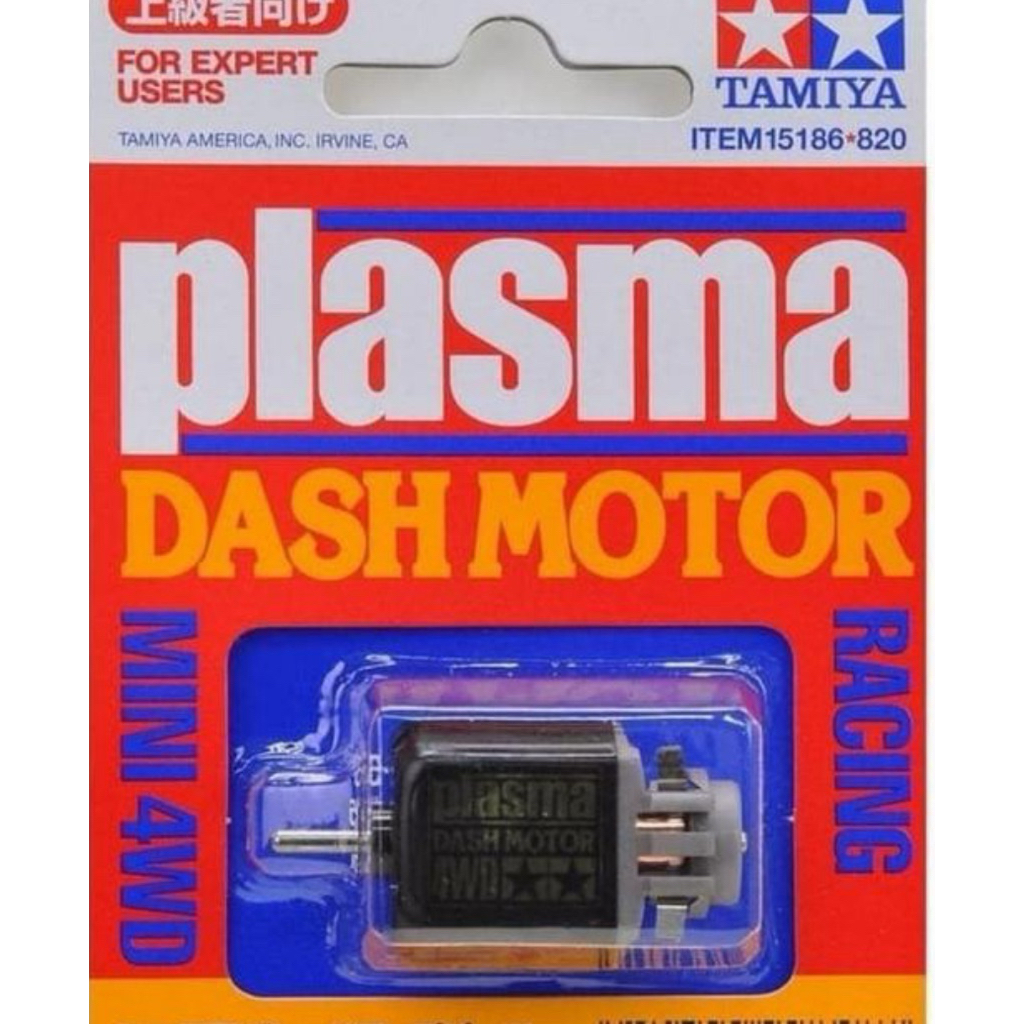 上級者向け
FOR EXPERT
USERS
TAMIYA
TAMIYA AMERICA, INC. IRVINE, CA
ITEM15186*820
plasma
DASH MOTOR
MINI 4WD
RACING
plasma
DASH MOTOR
4WD